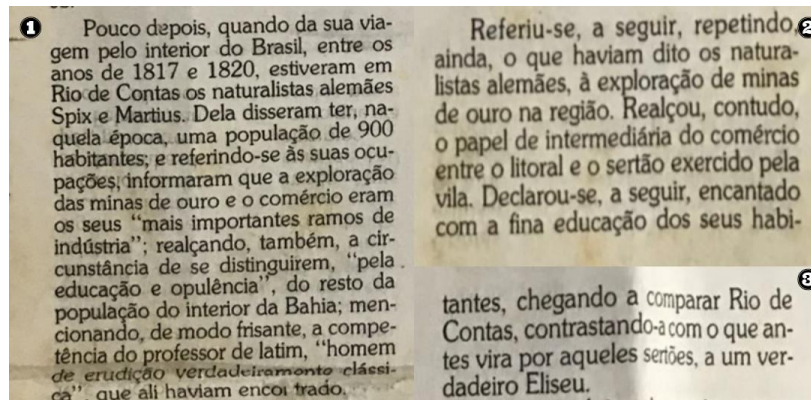 1
Pouco depois, quando da sua via-
gem pelo interior do Brasil, entre os
anos de 1817 e 1820, estiveram em
Rio de Contas os naturalistas alemães
Spix e Martius. Dela disseram ter, na-
quela época, uma população de 900
habitantes; e referindo-se às suas ocu-
pações, informaram que a exploração
das minas de ouro e o comércio eram
os seus “mais importantes ramos de
indústria”; realçando, também, a cir-
cunstância de se distinguirem, “pela
educação e opulência”, do resto da
população do interior da Bahia; men-
cionando, de modo frisante, a compe-
tência do professor de latim, “homem
de erudição verdadeiramente clássi-
ca”, que ali haviam encontrado.
2
Referiu-se, a seguir, repetindo,
ainda, o que haviam dito os natura-
listas alemães, à exploração de minas
de ouro na região. Realçou, contudo,
o papel de intermediária do comércio
entre o litoral e o sertão exercido pela
vila. Declarou-se, a seguir, encantado
com a fina educação dos seus habi-
3
tantes, chegando a comparar Rio de
Contas, contrastando-a com o que an-
tes vira por aqueles sertões, a um ver-
dadeiro Eliseu.